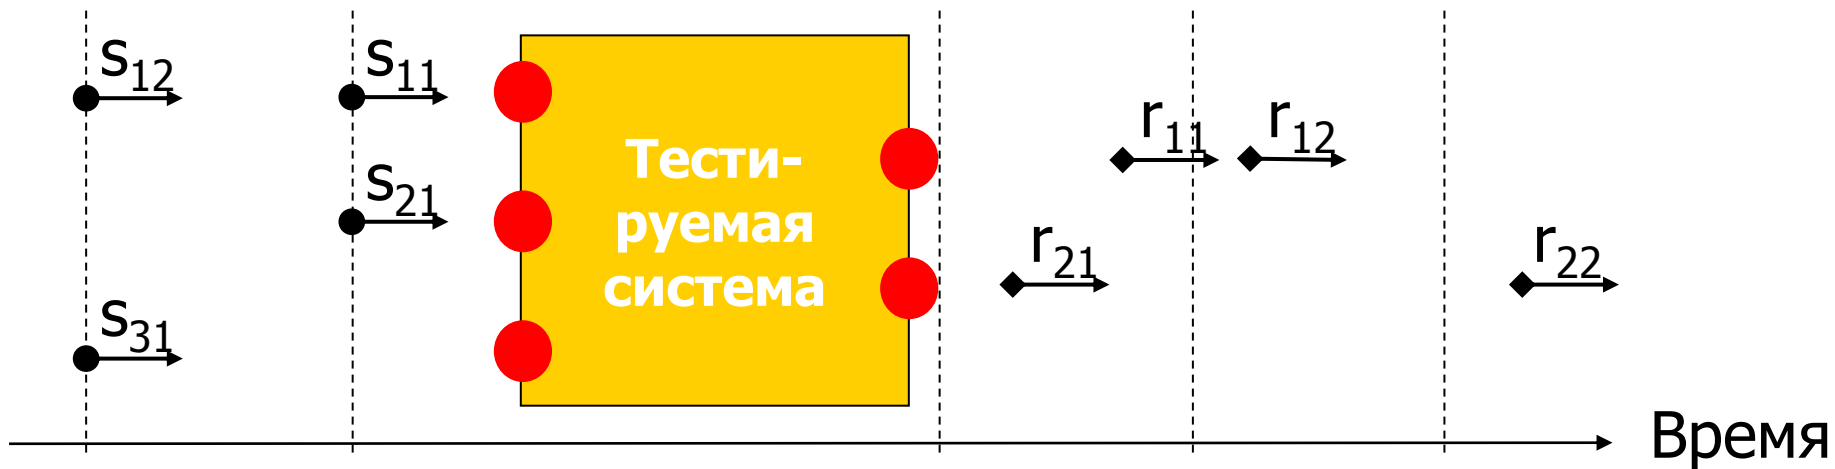 s12
s11
s21
s31
Тести-
руемая
система
r11
r12
r21
r22
Время